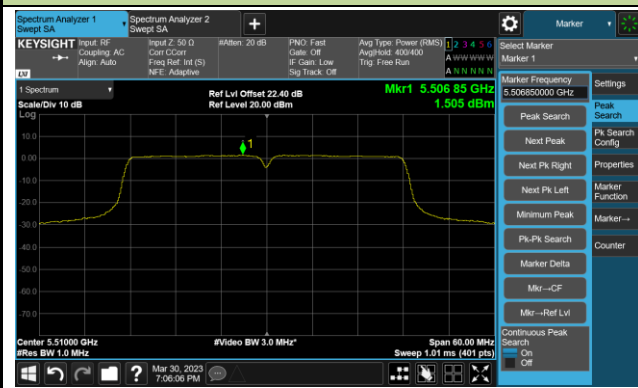 Spectrum Analyzer 1
Swept SA
Spectrum Analyzer 2
Swept SA
+
Marker
KEYSIGHT
Input: RF
Coupling: AC
Align: Auto
Input Z: 50 Ω
Corr CCorr
Freq Ref: Int (S)
NFE: Adaptive
#Atten: 20 dB
PNO: Fast
Gate: Off
IF Gain: Low
Sig Track: Off
Avg Type: Power (RMS)
Avg|Hold: 400/400
Trig: Free Run
1 2 3 4 5 6
A W W W W W
A N N N N N
LXI
Select Marker
Marker 1
1 Spectrum
Scale/Div 10 dB
Log
Ref Lvl Offset 22.40 dB
Ref Level 20.00 dBm
Mkr1 5.506 85 GHz
1.505 dBm
1
10.0
0.00
-10.0
-20.0
-30.0
-40.0
-50.0
-60.0
-70.0
Center 5.51000 GHz
#Res BW 1.0 MHz
#Video BW 3.0 MHz*
Span 60.00 MHz
Sweep 1.01 ms (401 pts)
Marker Frequency
5.506850000 GHz
Peak Search
Next Peak
Next Pk Right
Next Pk Left
Minimum Peak
Pk-Pk Search
Marker Delta
Mkr→CF
Mkr→Ref Lvl
Continuous Peak
Search
On
Off
Settings
Peak
Search
Pk Search
Config
Properties
Marker
Function
Marker→
Counter
?
Mar 30, 2023
7:06:06 PM